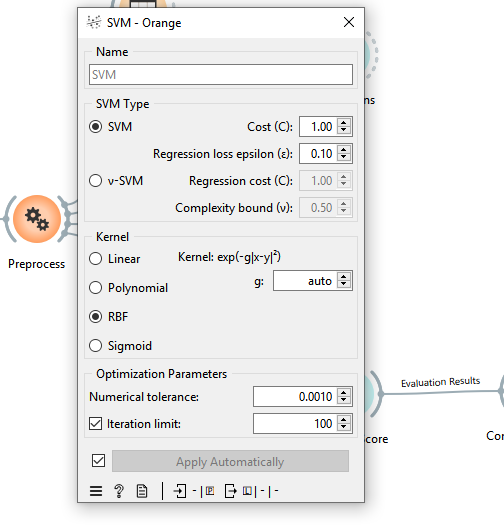 SVM - Orange
Name
SVM
SVM Type
SVM
Cost (C):
1.00
Regression loss epsilon (ε):
0.10
ν-SVM
Regression cost (C):
1.00
Complexity bound (ν):
0.50
Kernel
Linear
Kernel: exp(-g|x-y|²)
Polynomial
g:
auto
RBF
Sigmoid
Optimization Parameters
Numerical tolerance:
0.0010
Iteration limit:
100
Apply Automatically
- | P
L | - | -
Preprocess
ns
Evaluation Results
core
Cor